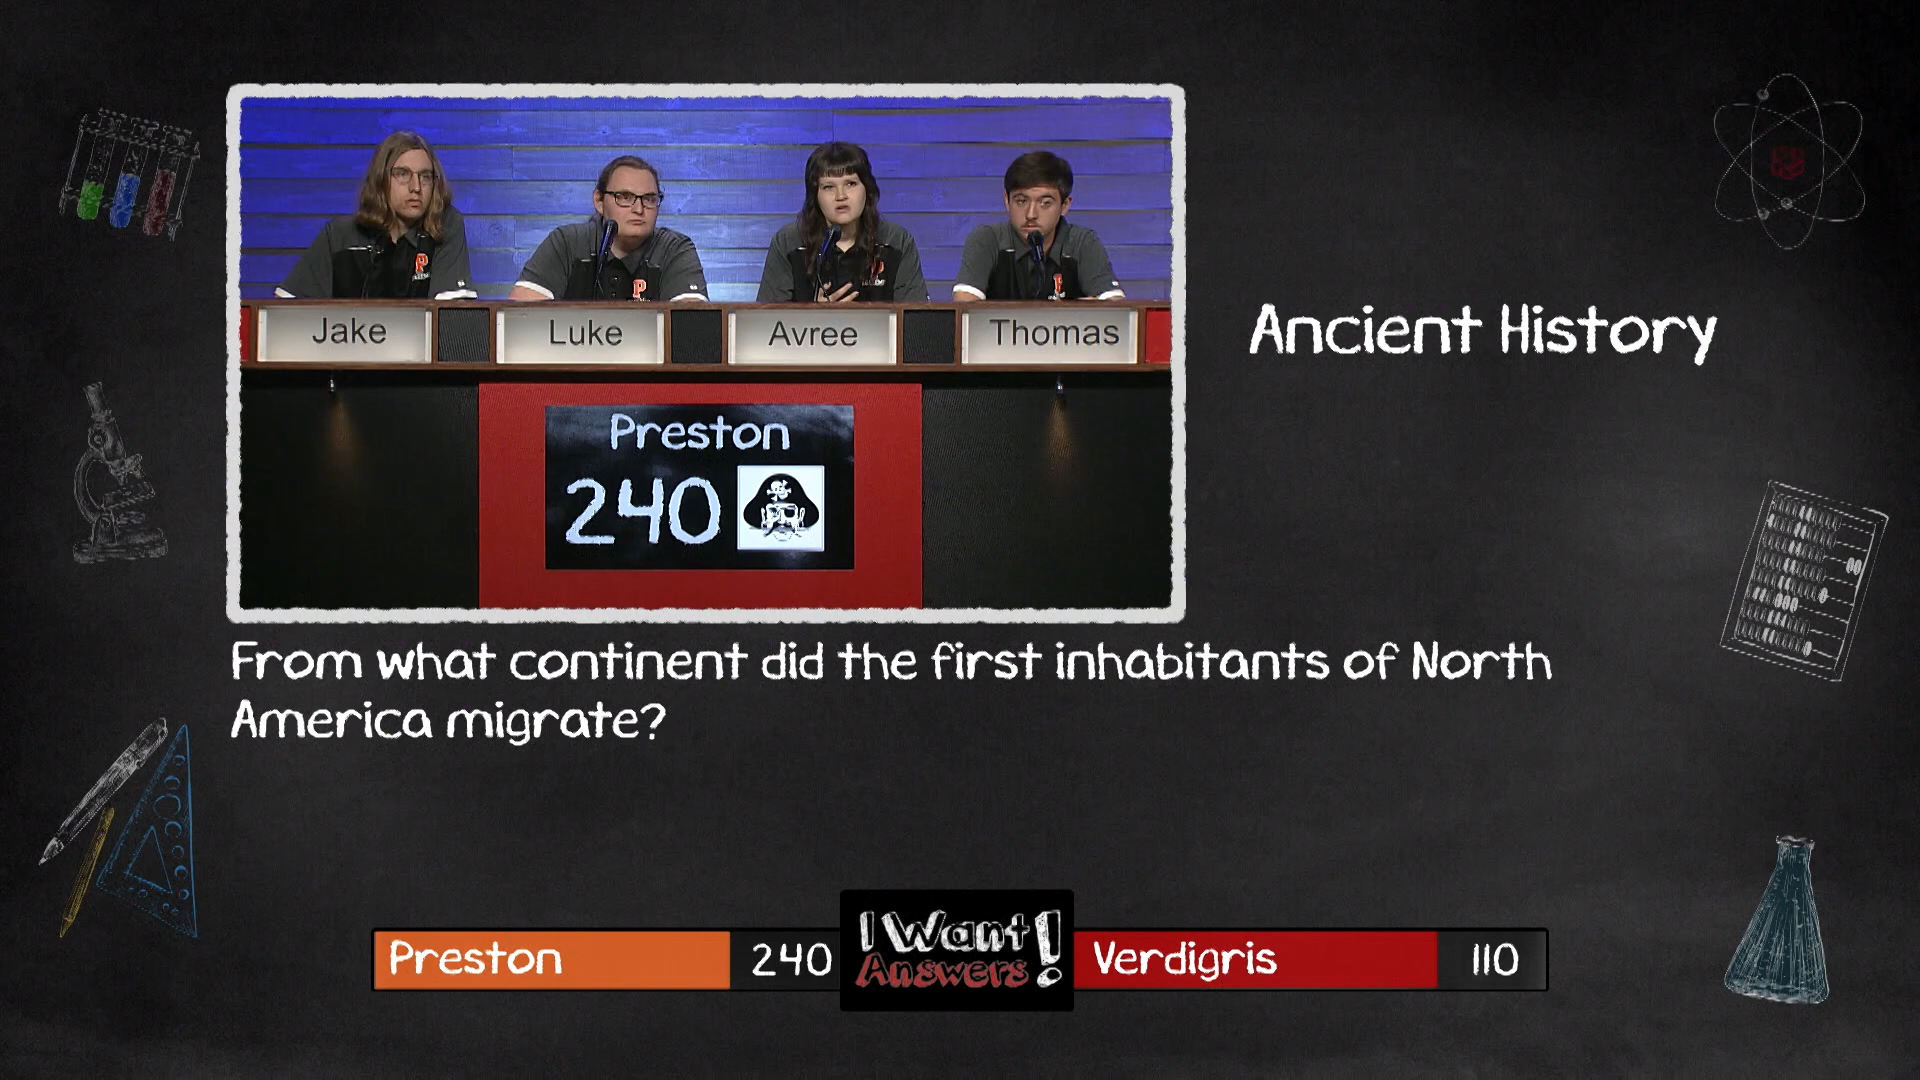 Jake
Luke
Avree
Thomas
Preston
240
Ancient History
From what continent did the first inhabitants of North
America migrate?
Preston 240
I Want Answers!
Verdigris 110